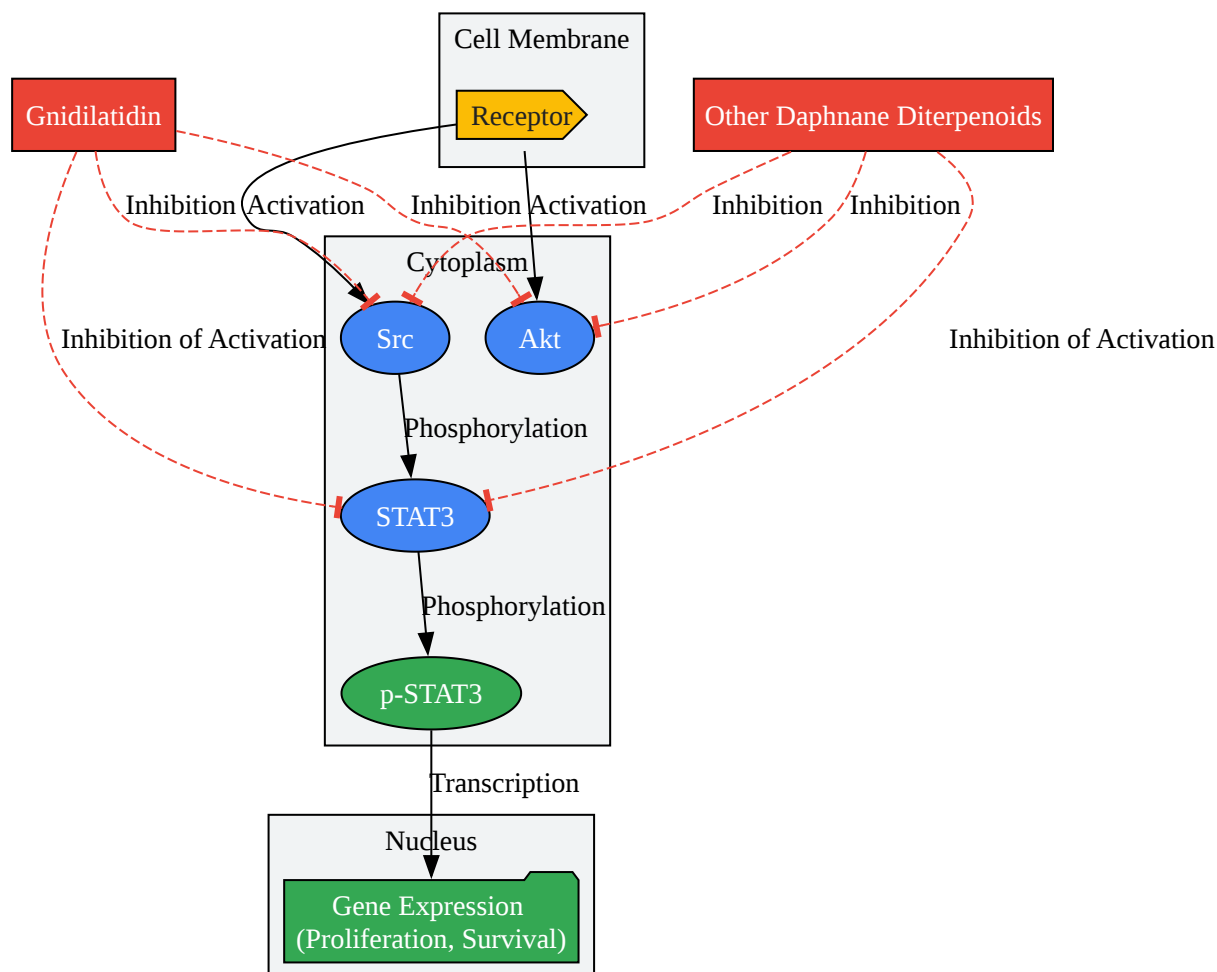 Cell Membrane
Gnidilatidin
Receptor
Other Daphnane Diterpenoids
Inhibition
Activation
Inhibition
Activation
Inhibition
Inhibition
Cytoplasm
Inhibition of Activation
Src
Akt
Inhibition of Activation
Phosphorylation
STAT3
Phosphorylation
p-STAT3
Transcription
Nucleus
Gene Expression
(Proliferation, Survival)